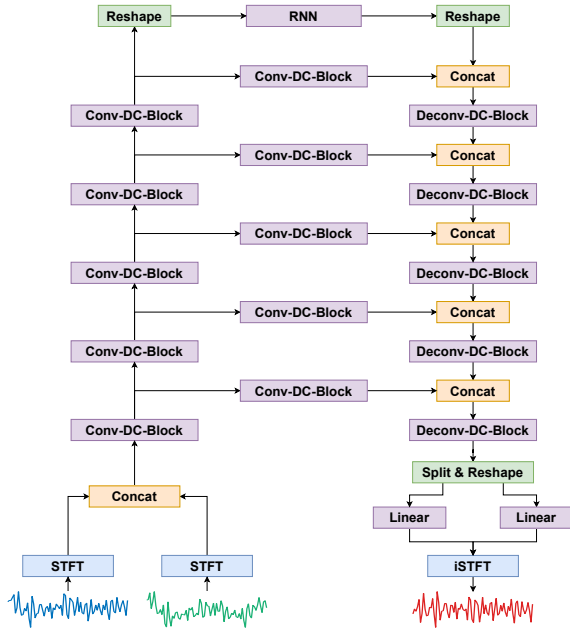 Reshape
RNN
Reshape
Conv-DC-Block
Concat
Conv-DC-Block
Deconv-DC-Block
Conv-DC-Block
Concat
Conv-DC-Block
Deconv-DC-Block
Conv-DC-Block
Concat
Conv-DC-Block
Deconv-DC-Block
Conv-DC-Block
Concat
Conv-DC-Block
Deconv-DC-Block
Conv-DC-Block
Concat
Conv-DC-Block
Deconv-DC-Block
Split & Reshape
Concat
Linear
Linear
STFT
STFT
iSTFT